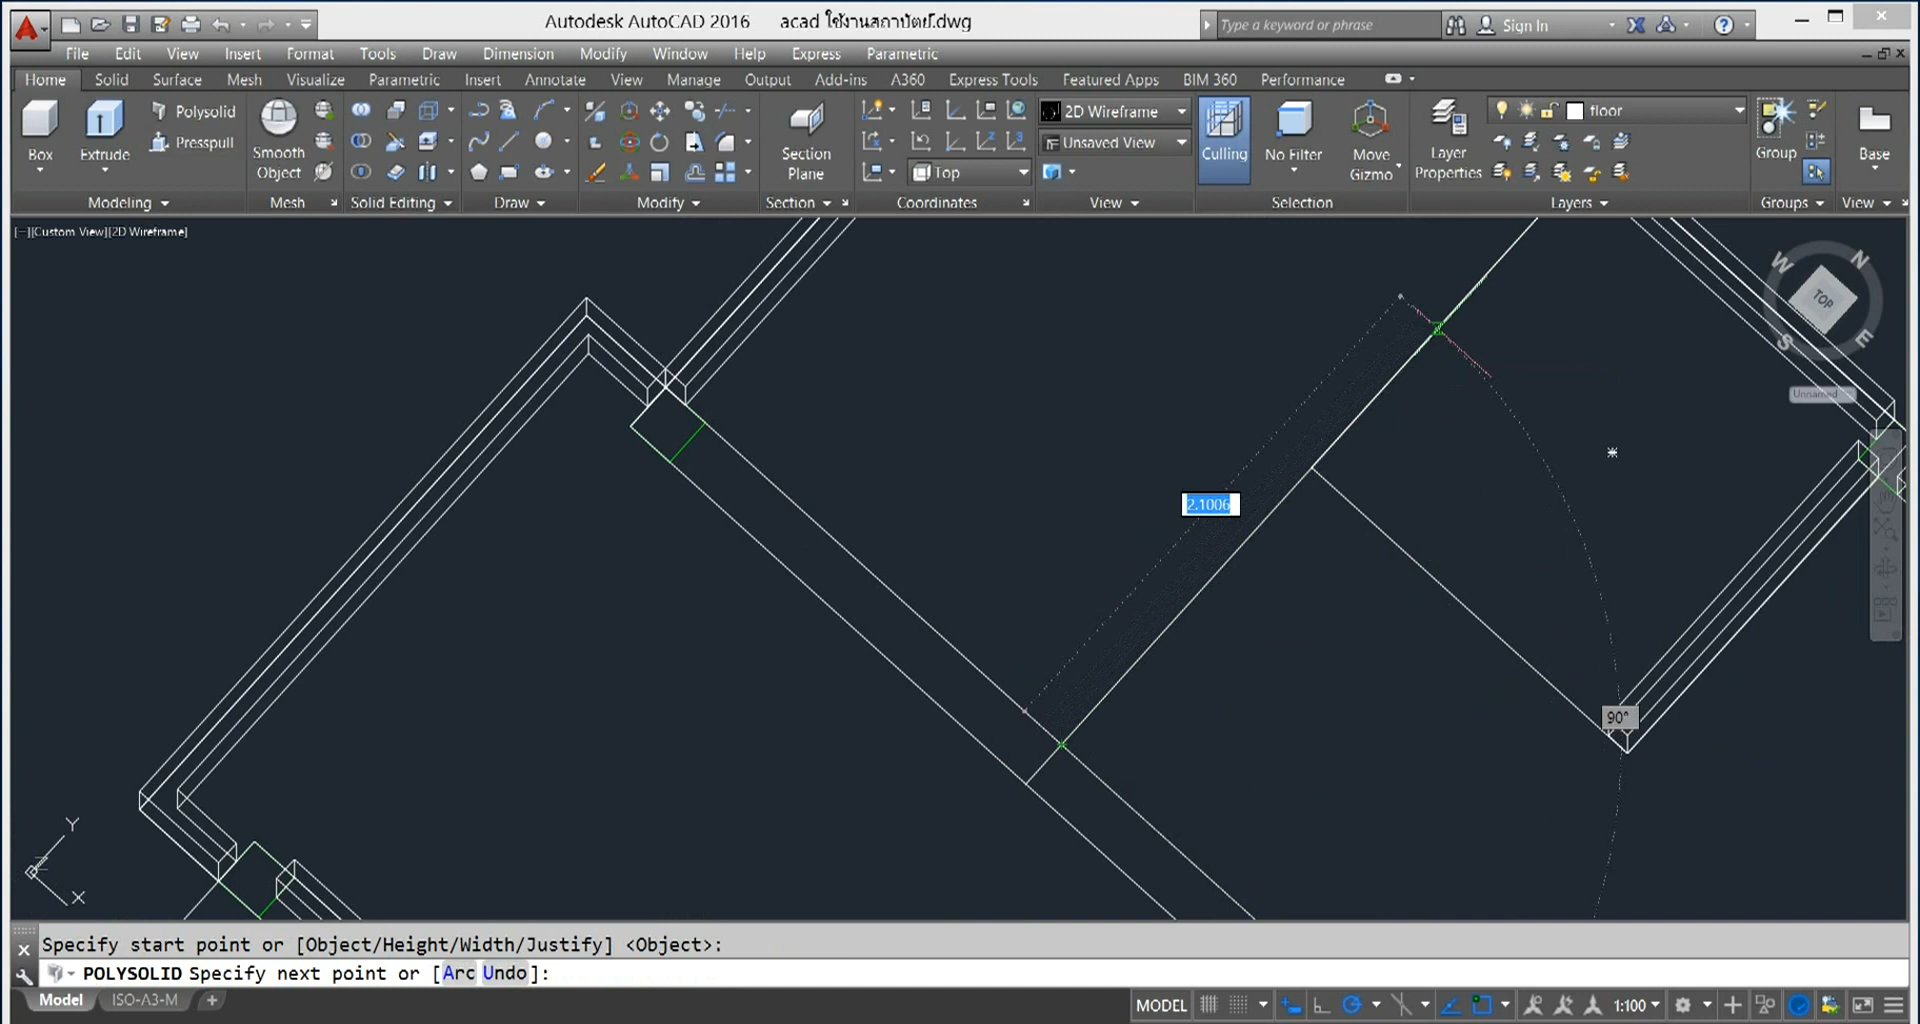 Autodesk AutoCAD 2016 acad ใช้งานสถาปัตย์.dwg
Type a keyword or phrase
Sign In
File Edit View Insert Format Tools Draw Dimension Modify Window Help Express Parametric
Home Solid Surface Mesh Visualize Parametric Insert Annotate View Manage Output Add-ins A360 Express Tools Featured Apps BIM 360 Performance
Polysolid
Presspull
Box
Extrude
Smooth
Object
Section
Plane
Top
2D Wireframe
Unsaved View
Culling
No Filter
Move
Gizmo
Layer
Properties
floor
Group
Base
Modeling Mesh Solid Editing Draw Modify Section Coordinates View Selection Layers Groups View
[−][Custom View][2D Wireframe]
W N
TOP
S E
Unnamed
2.1006
90°
Y
X
Specify start point or [Object/Height/Width/Justify] <Object>:
POLYSOLID Specify next point or [Arc Undo]:
Model ISO-A3-M +
MODEL 1:100